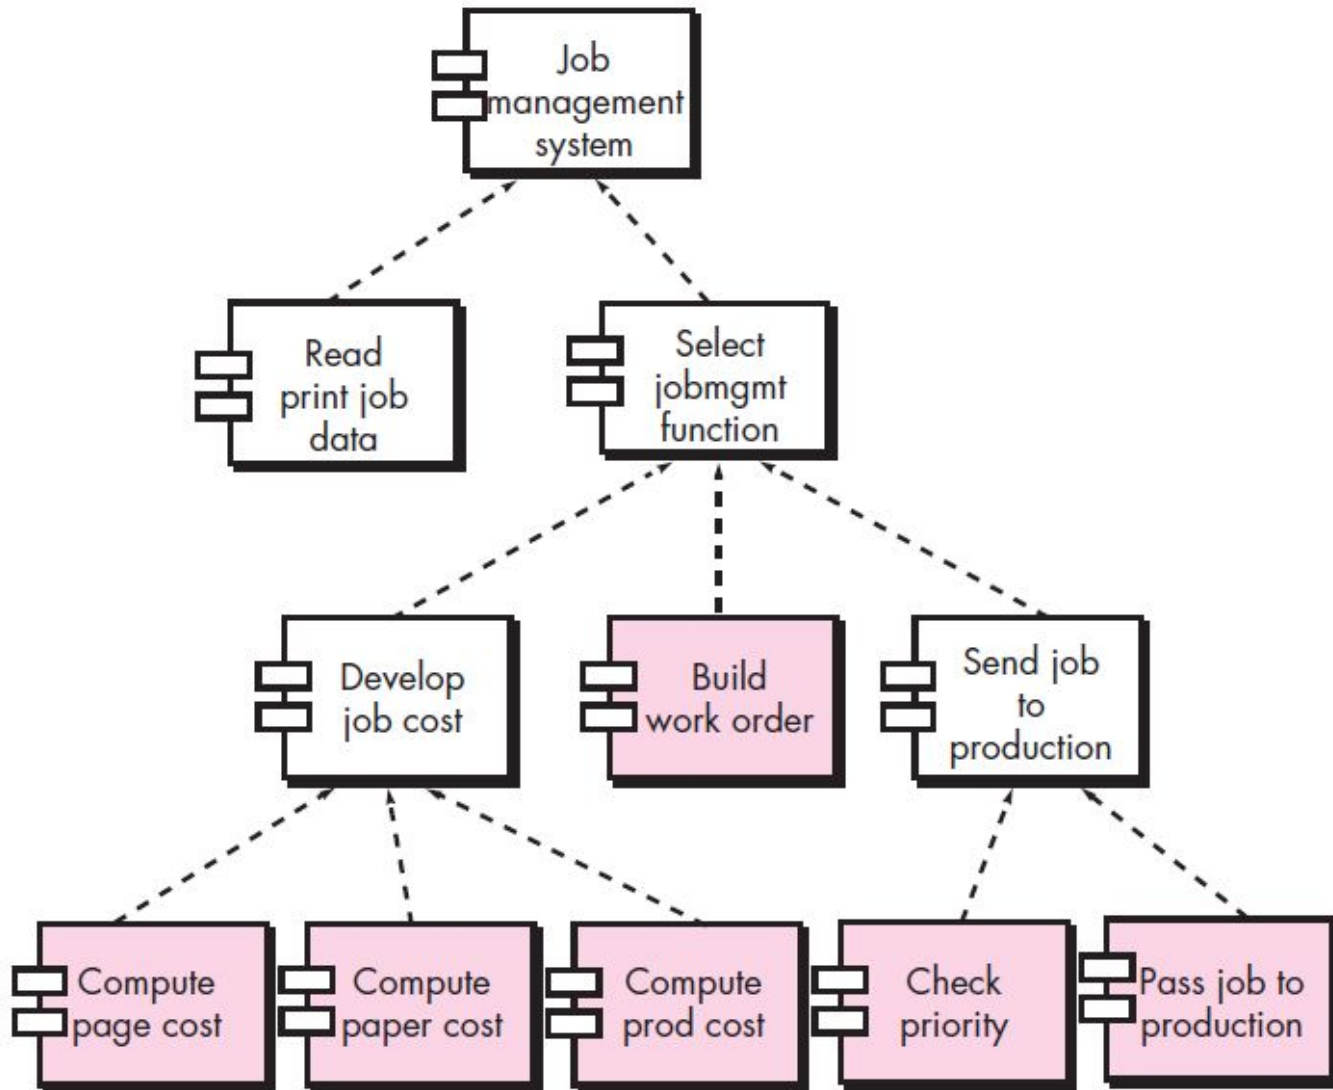 Job
management
system
Read
print job
data
Select
jobmgmt
function
Develop
job cost
Build
work order
Send job
to
production
Compute
page cost
Compute
paper cost
Compute
prod cost
Check
priority
Pass job to
production